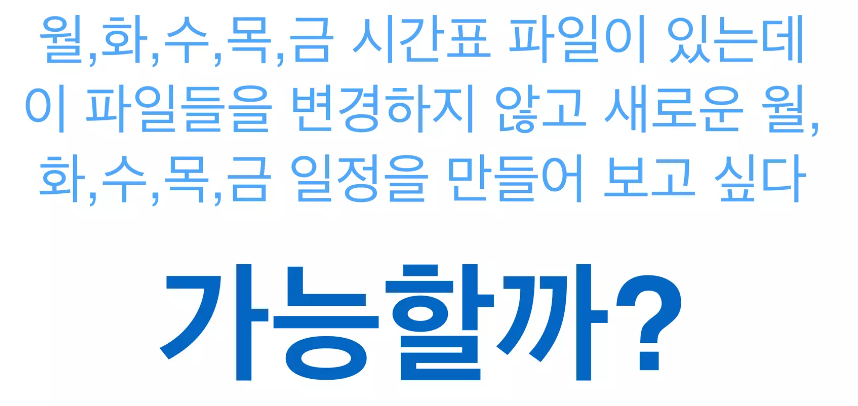 월,화,수,목,금 시간표 파일이 있는데
이 파일들을 변경하지 않고 새로운 월,
화,수,목,금 일정을 만들어 보고 싶다
가능할까?